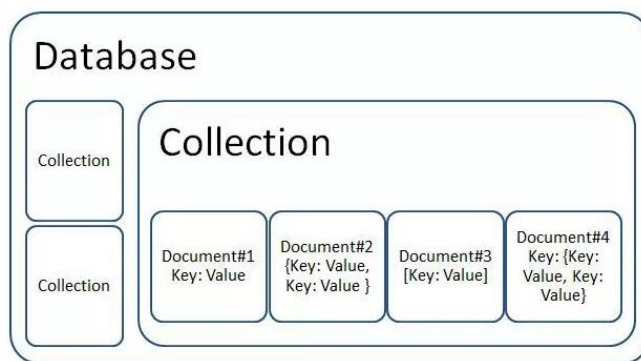 Database
Collection
Collection
Collection
Document#1
Key: Value
Document#2
{Key: Value,
Key: Value }
Document#3
[Key: Value]
Document#4
Key: {Key:
Value, Key:
Value}